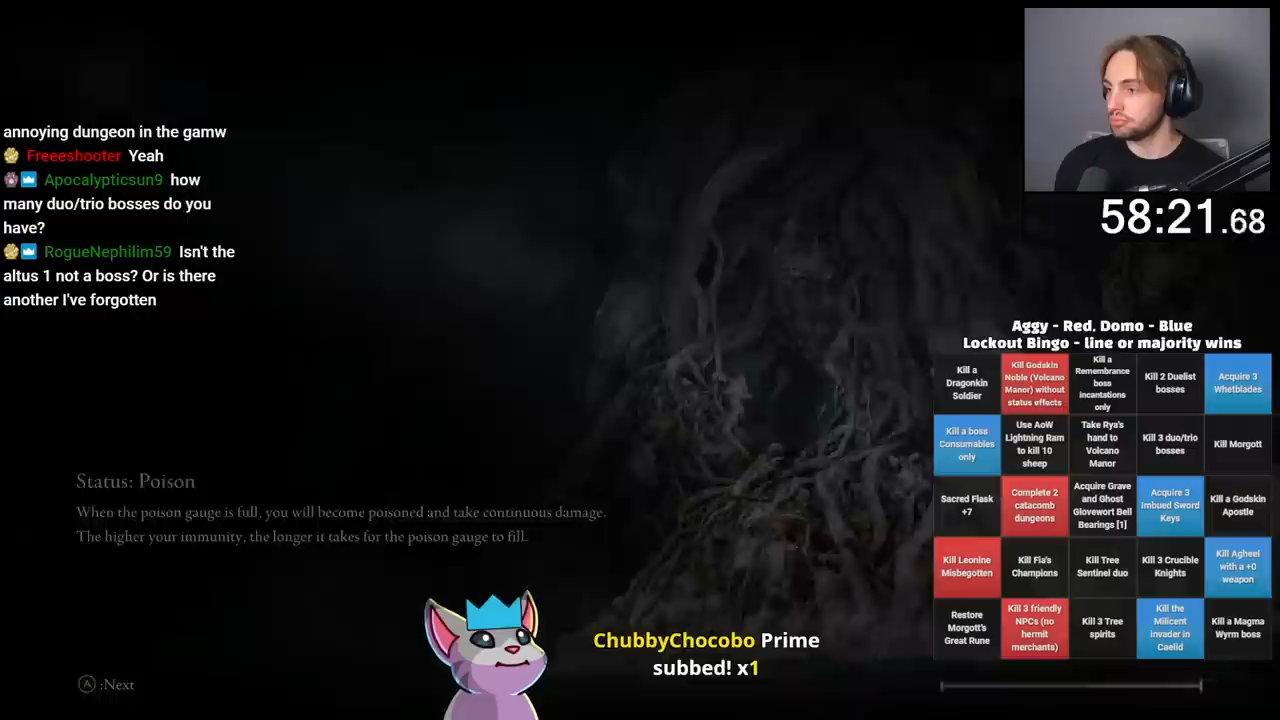 annoying dungeon in the gamw
Freeeshooter Yeah
Apocalypticsun9 how
many duo/trio bosses do you
have?
RogueNephilim59 Isn't the
altus 1 not a boss? Or is there
another I've forgotten
58:21.68
Aggy - Red, Domo - Blue
Lockout Bingo - line or majority wins
Kill a
Dragonkin
Soldier
Kill Godskin
Noble (Volcano
Manor) without
status effects
Kill a
Remembrance
boss
incantations
only
Kill 2 Duelist
bosses
Acquire 3
Whetblades
Kill a boss
Consumables
only
Use AoW
Lightning Ram
to kill 10
sheep
Take Rya's
hand to
Volcano
Manor
Kill 3 duo/trio
bosses
Kill Morgott
Sacred Flask
+7
Complete 2
catacomb
dungeons
Acquire Grave
and Ghost
Glovewort Bell
Bearings [1]
Acquire 3
Imbued Sword
Keys
Kill a Godskin
Apostle
Kill Leonine
Misbegotten
Kill Fia's
Champions
Kill Tree
Sentinel duo
Kill 3 Crucible
Knights
Kill Agheel
with a +0
weapon
Restore
Morgott's
Great Rune
Kill 3 friendly
NPCs (no
hermit
merchants)
Kill 3 Tree
spirits
Kill the
Milicent
invader in
Caelid
Kill a Magma
Wyrm boss
Status: Poison
When the poison gauge is full, you will become poisoned and take continuous damage.
The higher your immunity, the longer it takes for the poison gauge to fill.
ChubbyChocobo Prime
subbed! x1
A :Next